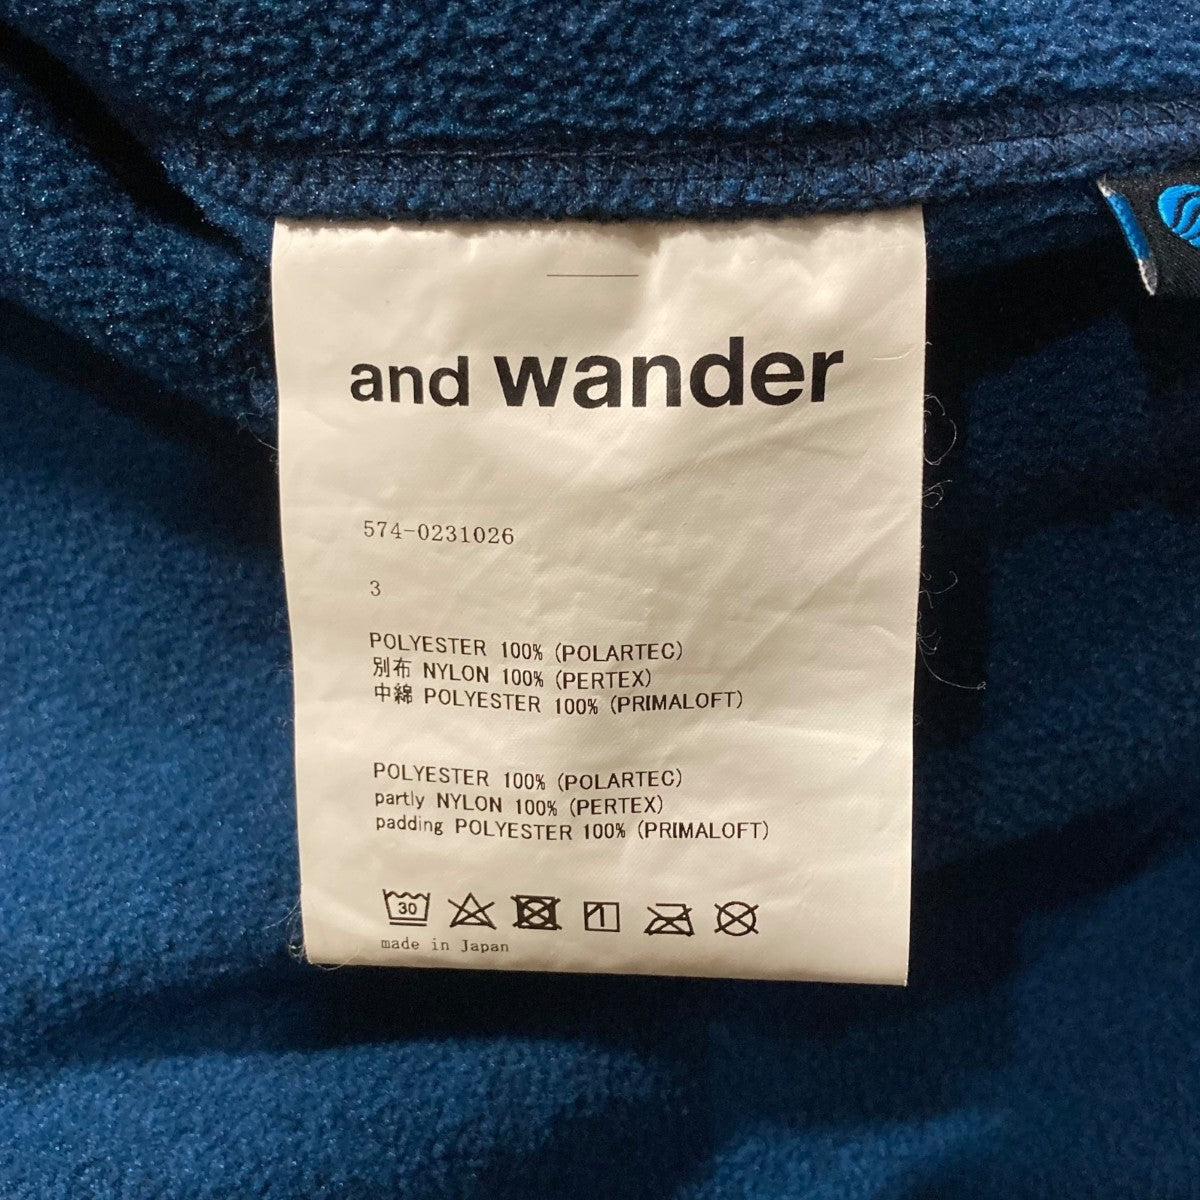 and wander
574-0231026
3
POLYESTER 100% (POLARTEC)
別布 NYLON 100% (PERTEX)
中綿 POLYESTER 100% (PRIMALOFT)
POLYESTER 100% (POLARTEC)
partly NYLON 100% (PERTEX)
padding POLYESTER 100% (PRIMALOFT)
30
made in Japan